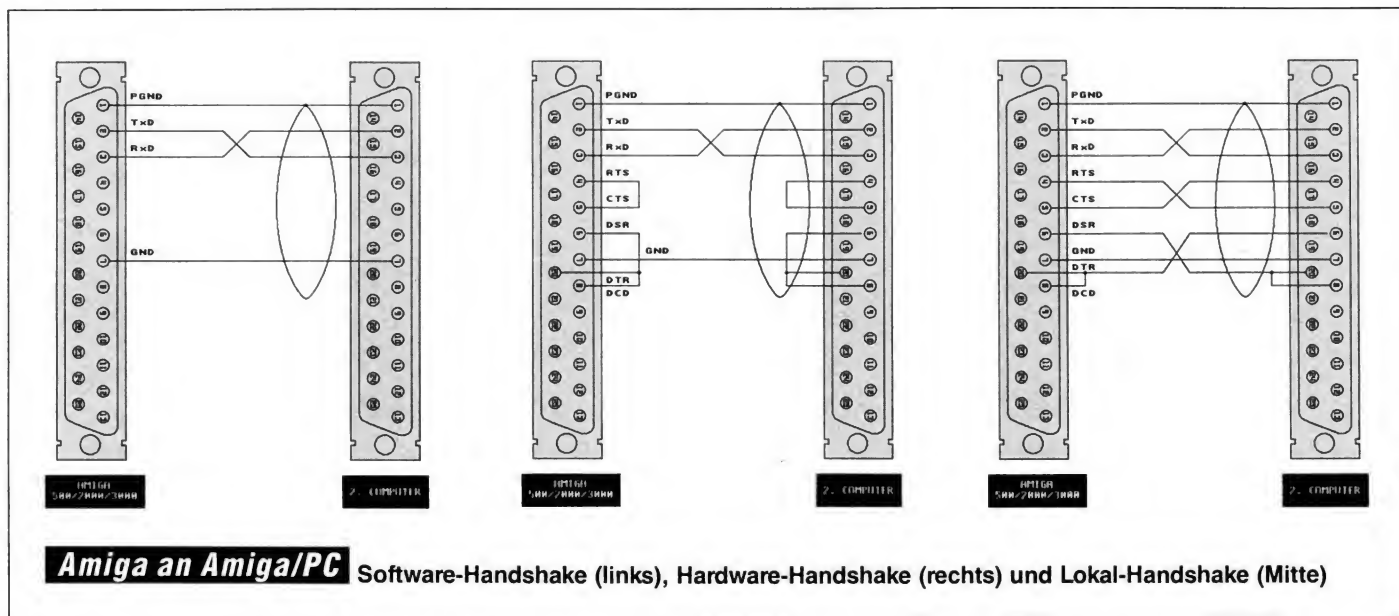 PGND
TxD
RxD
GND
AMIGA
500/2000/3000
2. COMPUTER
PGND
TxD
RxD
RTS
CTS
DSR
GND
DTR
DCD
AMIGA
500/2000/3000
2. COMPUTER
PGND
TxD
RxD
RTS
CTS
DSR
GND
DTR
DCD
AMIGA
500/2000/3000
2. COMPUTER
Amiga an Amiga/PC Software-Handshake (links), Hardware-Handshake (rechts) und Lokal-Handshake (Mitte)